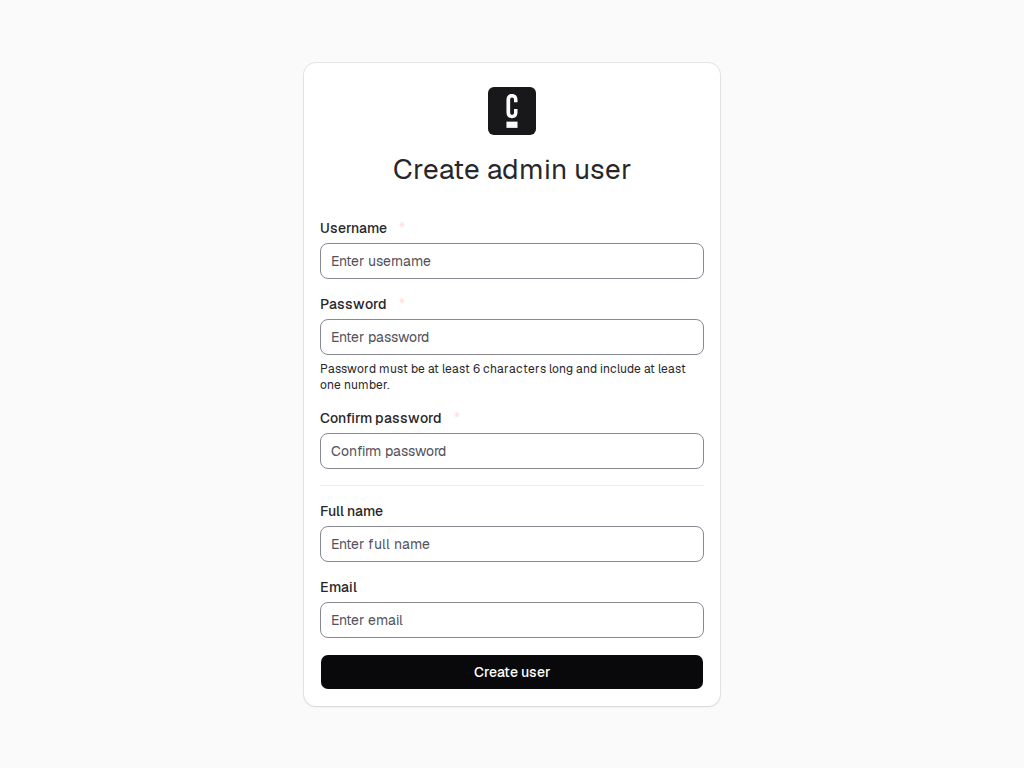 C
Create admin user
Username *
Enter username
Password *
Enter password
Password must be at least 6 characters long and include at least
one number.
Confirm password *
Confirm password
Full name
Enter full name
Email
Enter email
Create user